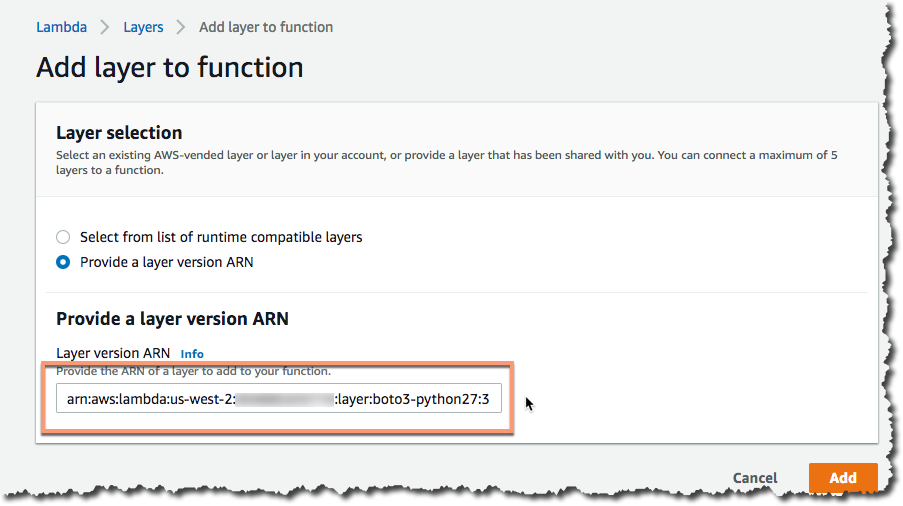 Lambda > Layers > Add layer to function
Add layer to function
Layer selection
Select an existing AWS-vended layer or layer in your account, or provide a layer that has been shared with you. You can connect a maximum of 5
layers to a function.
Select from list of runtime compatible layers
Provide a layer version ARN
Provide a layer version ARN
Layer version ARN Info
Provide the ARN of a layer to add to your function.
arn:aws:lambda:us-west-2: :layer:boto3-python27:3
Cancel Add